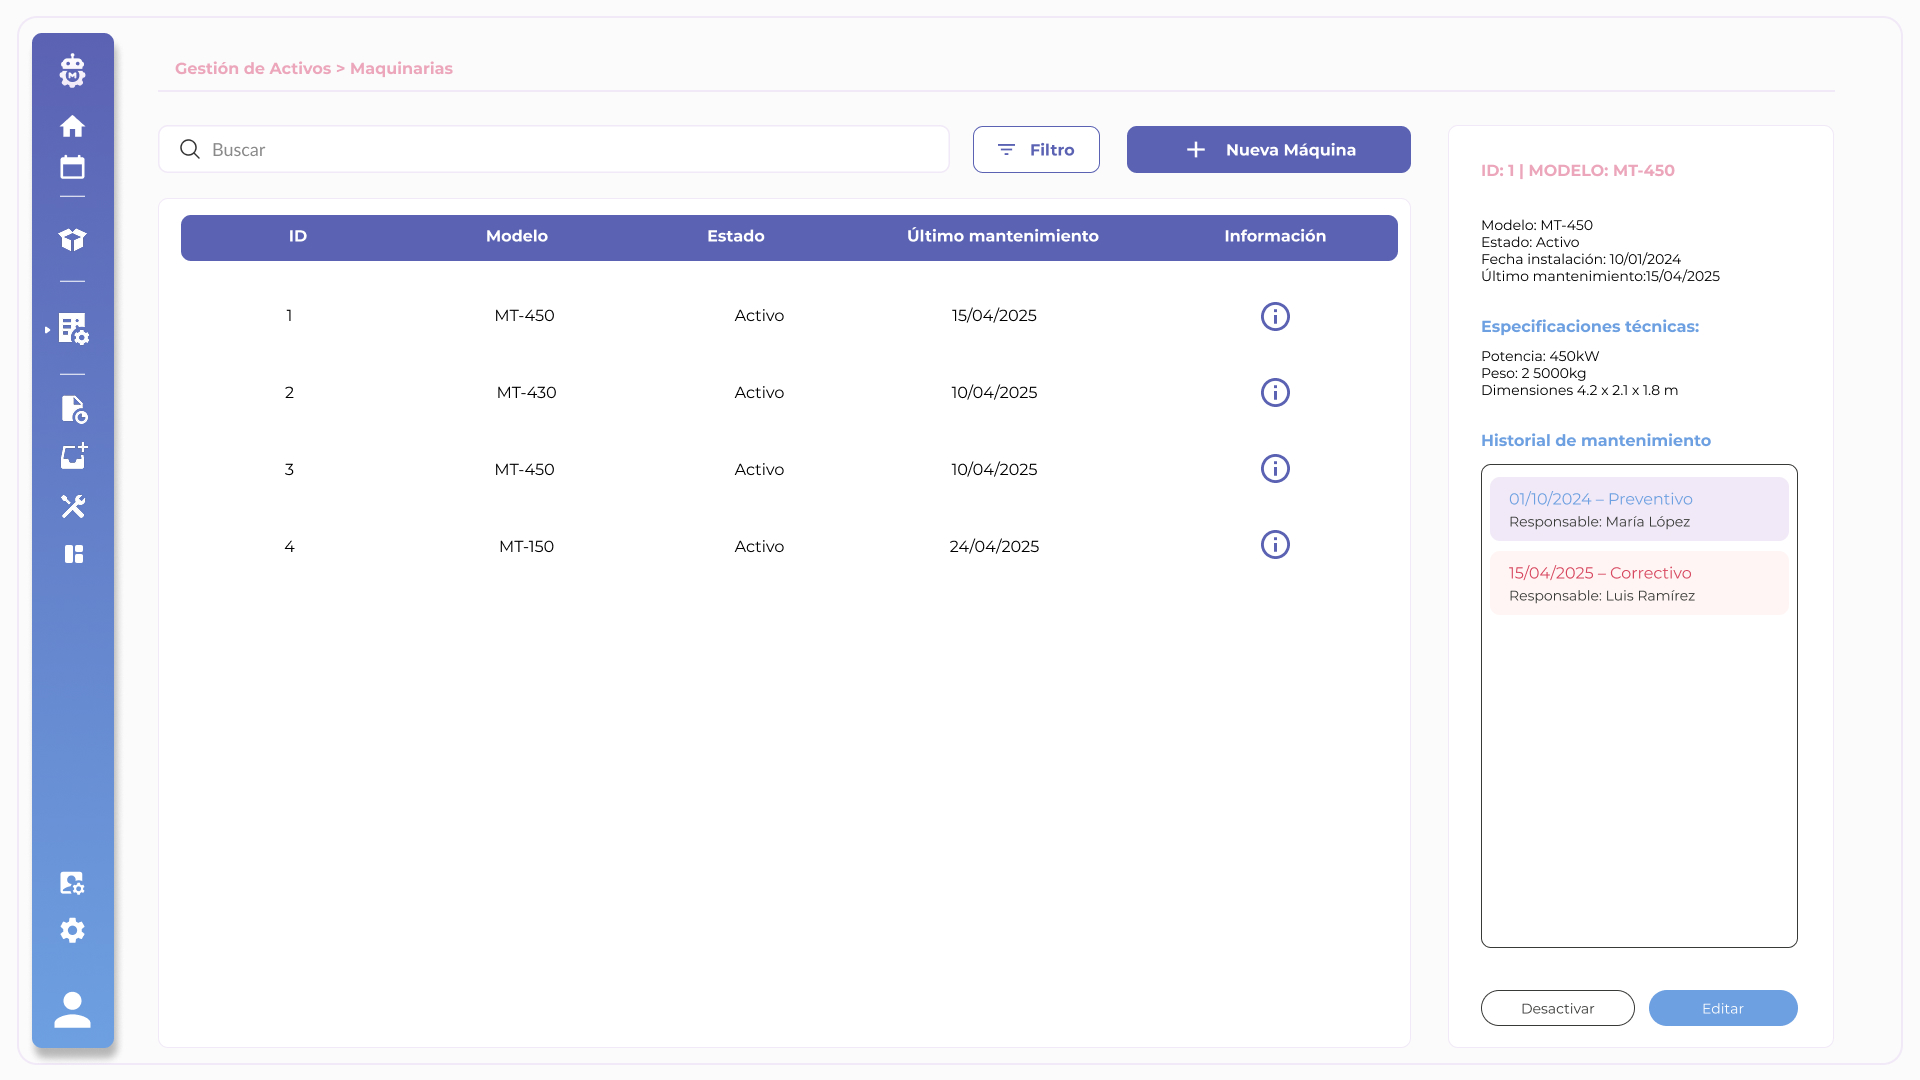 M
Gestión de Activos > Maquinarias
Buscar
Filtro
Nueva Máquina
ID Modelo Estado Último mantenimiento Información
1 MT-450 Activo 15/04/2025
2 MT-430 Activo 10/04/2025
3 MT-450 Activo 10/04/2025
4 MT-150 Activo 24/04/2025
ID: 1 | MODELO: MT-450
Modelo: MT-450
Estado: Activo
Fecha instalación: 10/01/2024
Último mantenimiento:15/04/2025
Especificaciones técnicas:
Potencia: 450kW
Peso: 2 5000kg
Dimensiones 4.2 x 2.1 x 1.8 m
Historial de mantenimiento
01/10/2024 – Preventivo
Responsable: María López
15/04/2025 – Correctivo
Responsable: Luis Ramírez
Desactivar
Editar